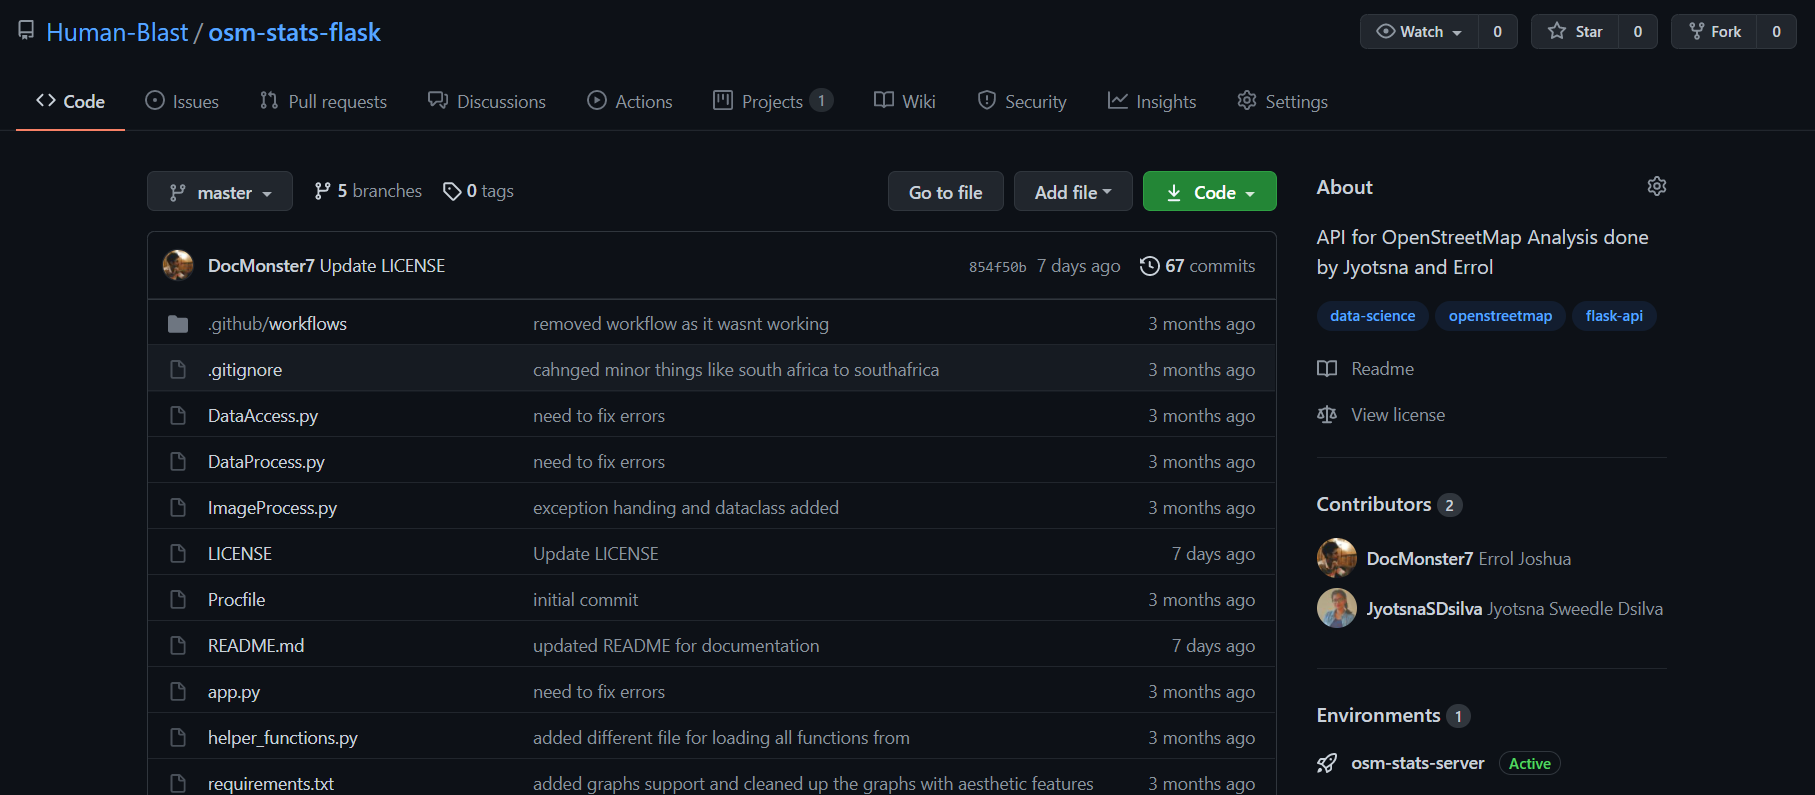 Human-Blast / osm-stats-flask
Watch 0 Star 0 Fork 0
Code Issues Pull requests Discussions Actions Projects 1 Wiki Security Insights Settings
master 5 branches 0 tags Go to file Add file Code
DocMonster7 Update LICENSE 854f50b 7 days ago 67 commits
.github/workflows removed workflow as it wasnt working 3 months ago
.gitignore cahnged minor things like south africa to southafrica 3 months ago
DataAccess.py need to fix errors 3 months ago
DataProcess.py need to fix errors 3 months ago
ImageProcess.py exception handing and dataclass added 3 months ago
LICENSE Update LICENSE 7 days ago
Procfile initial commit 3 months ago
README.md updated README for documentation 7 days ago
app.py need to fix errors 3 months ago
helper_functions.py added different file for loading all functions from 3 months ago
requirements.txt added graphs support and cleaned up the graphs with aesthetic features 3 months ago
About
API for OpenStreetMap Analysis done
by Jyotsna and Errol
data-science openstreetmap flask-api
Readme
View license
Contributors 2
DocMonster7 Errol Joshua
JyotsnaSDsilva Jyotsna Sweedle Dsilva
Environments 1
osm-stats-server Active